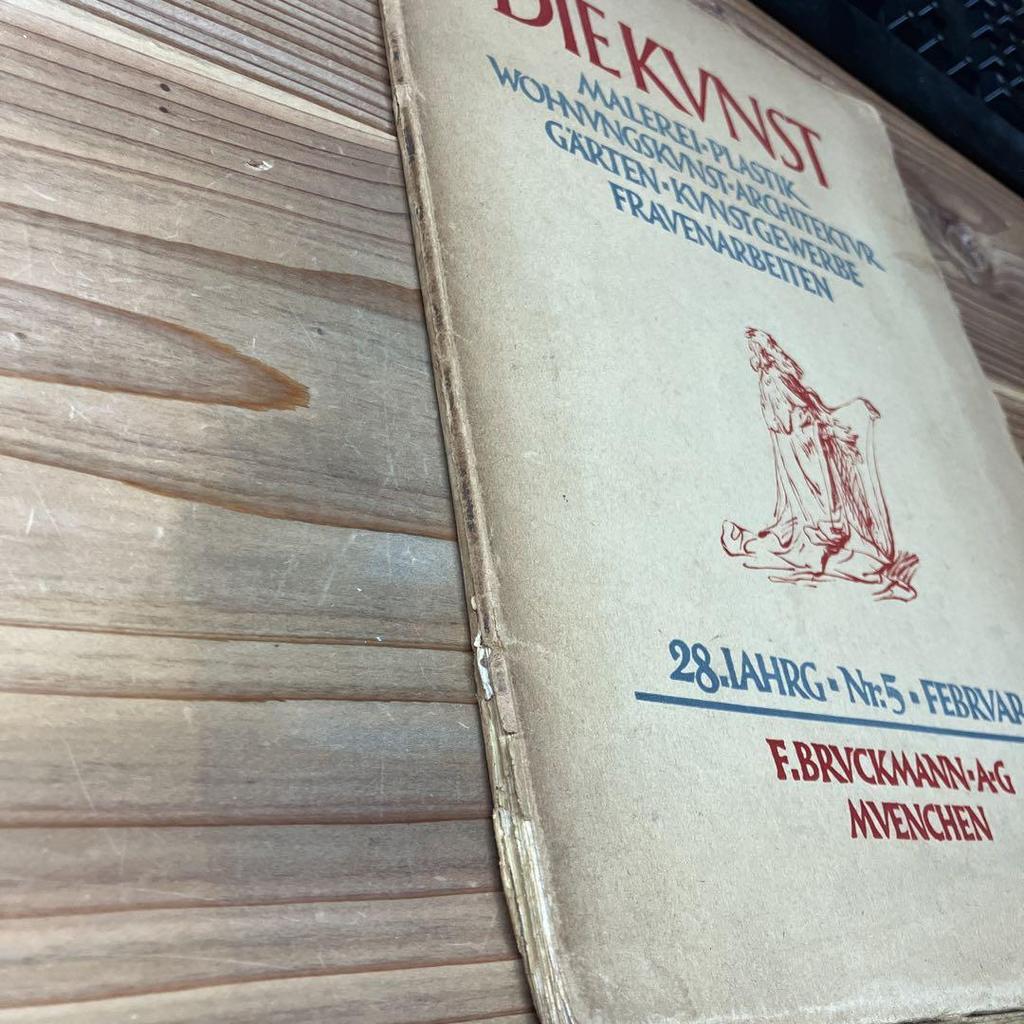 DIE KVNST
MALEREI · PLASTIK
WOHNVNGSKVNST · ARCHITEKTVR
GÄRTEN · KVNSTGEWERBE
FRAVENARBEITEN
28. IAHRG · Nr. 5 · FEBRVAR
F. BRVCKMANN · A · G
MVENCHEN